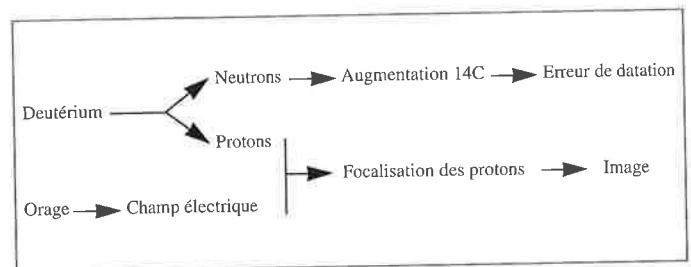 Neutrons Augmentation 14C Erreur de datation
Deutérium
Protons
Focalisation des protons Image
Orage Champ électrique